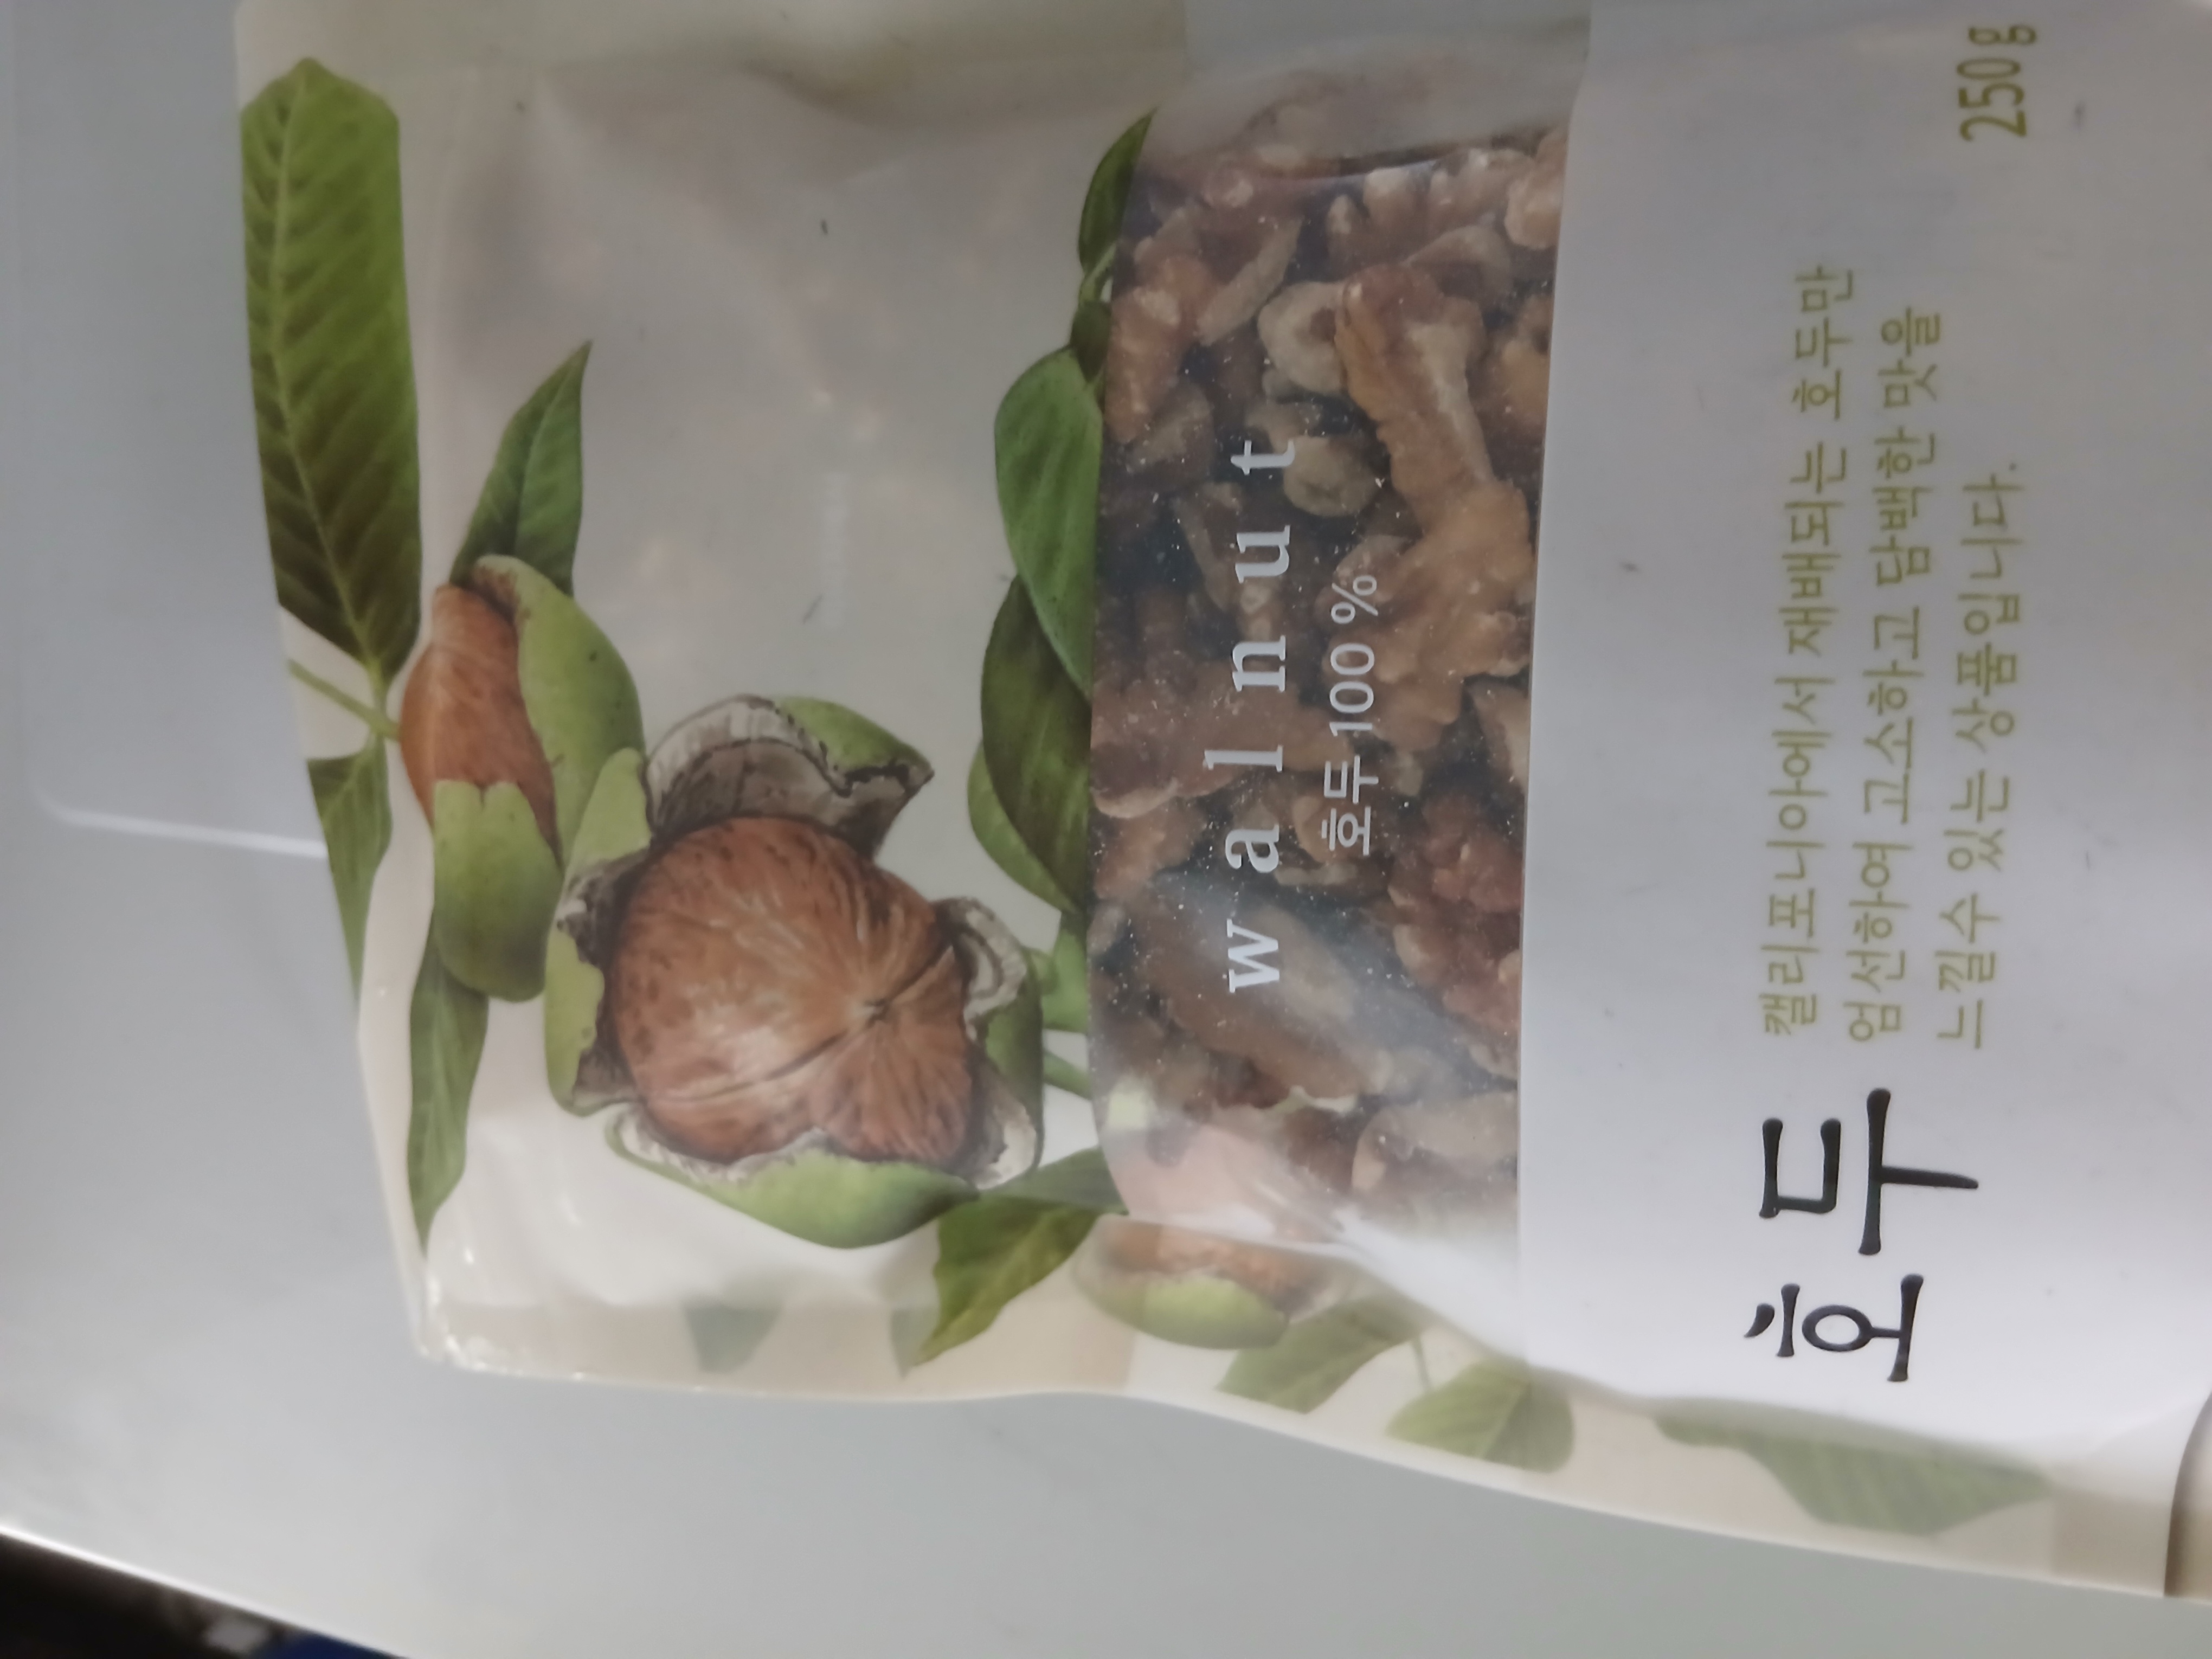 walnut
호두 100 %
호두
캘리포니아에서 재배되는 호두만
엄선하여 고소하고 담백한 맛을
느낄수 있는 상품입니다.
250g